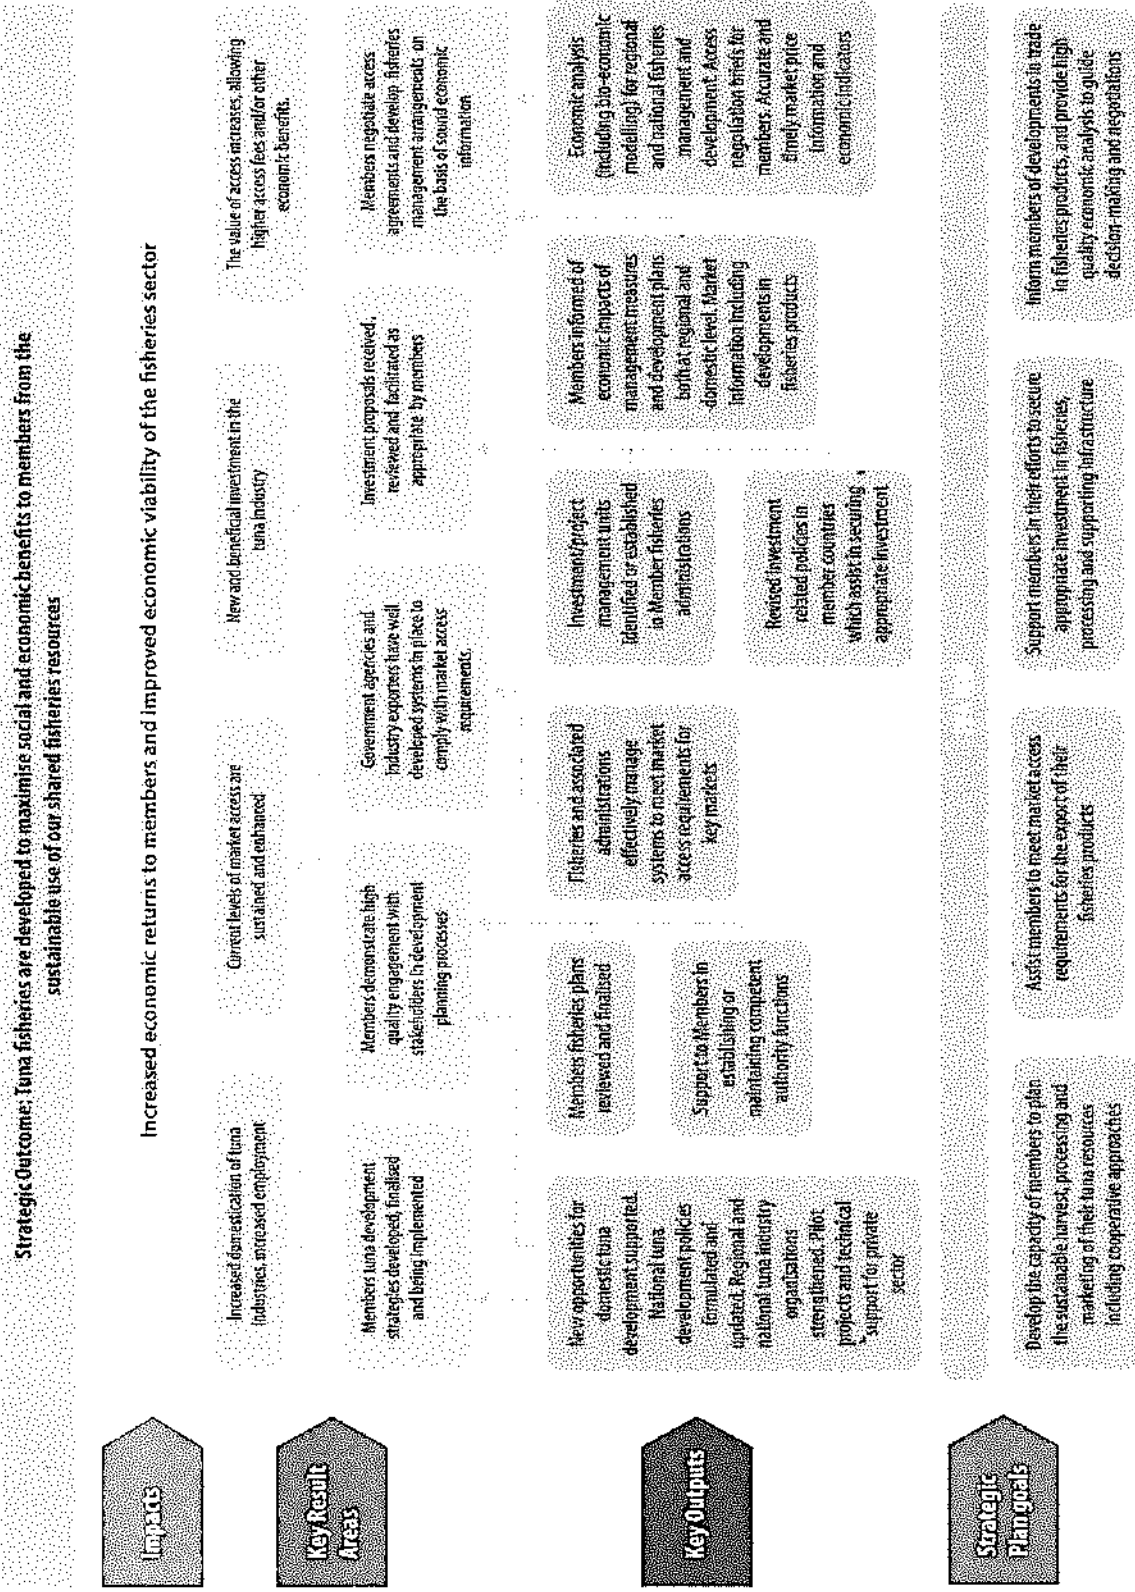 Strategic Outcome; Tuna fisheries are developed to maximise social and economic benefits to members from the
sustainable use of our shared fisheries resources
Impacts
Increased economic returns to members and improved economic viability of the fisheries sector
Key Result
Areas
Increased domestication of tuna
industries, increased employment
Current levels of market access are
sustained and enhanced
New and beneficial investment in the
tuna industry
The value of access increases, allowing
higher access fees and/or other
economic benefits.
Members tuna development
strategies developed, finalised
and being implemented
Members demonstrate high
quality engagement with
stakeholders in development
planning processes
Government agencies and
Industry exporters have well
developed systems in place to
comply with market access
requirements
Investment proposals received,
reviewed and facilitated as
appropriate by members
Members negotiate access
agreements and develop fisheries
management arrangements on
the basis of sound economic
information
Key Outputs
New opportunities for
domestic tuna
development supported.
National tuna
development policies
formulated and
updated. Regional and
national tuna industry
organisations
strengthened. Pilot
projects and technical
support for private
sector
Members fisheries plans
reviewed and finalised
Support to Members in
establishing or
maintaining competent
authority functions
Fisheries and associated
administrations
effectively manage
systems to meet market
access requirements for
key markets
Investment/project
management units
identified or established
in Member fisheries
administrations
Revised investment
related policies in
member countries
which assist in securing
appropriate investment
Members informed of
economic impacts of
management measures
and development plans
both at regional and
domestic level. Market
information including
developments in
fisheries products
Economic analysis
(including bio-economic
modelling) for regional
and national fisheries
management and
development. Access
negotiation briefs for
members. Accurate and
timely market price
information and
economic indicators
Strategic
Plan goals
Develop the capacity of members to plan
the sustainable harvest, processing and
marketing of their tuna resources
including cooperative approaches
Assist members to meet market access
requirements for the export of their
fisheries products
Support members in their efforts to secure
appropriate investment in fisheries,
processing and supporting infrastructure
Inform members of developments in trade
in fisheries products, and provide high
quality economic analysis to guide
decision-making and negotiations